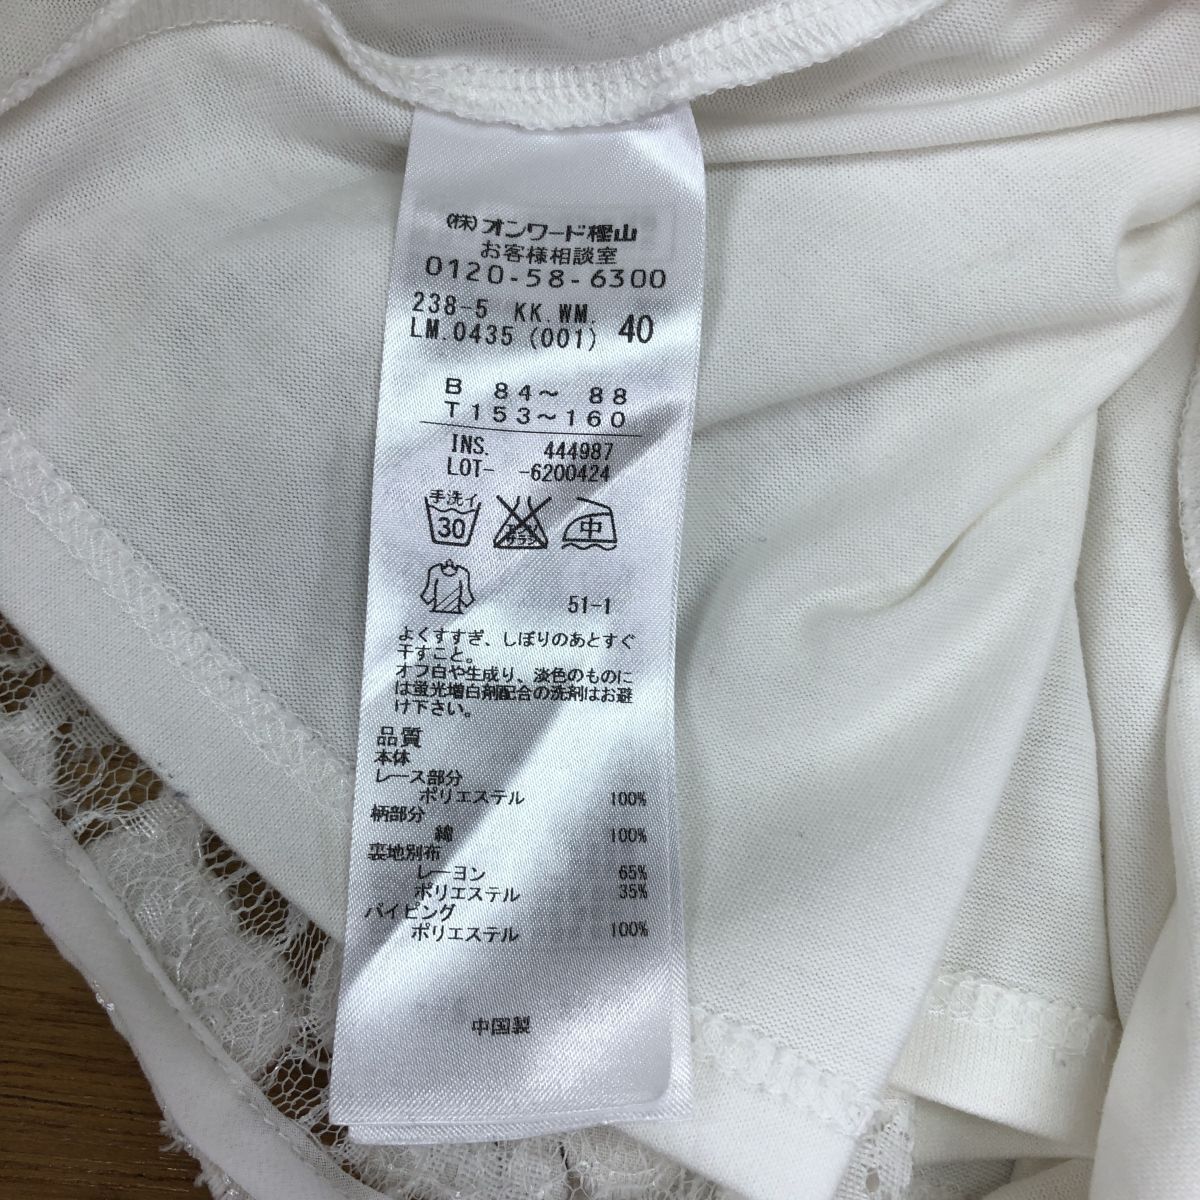 (株)オンワード樫山
お客様相談室
0120-58-6300
238-5 KK.WM. 40
LM.0435 (001)
B 84～ 88
T 153～160
INS. 444987
LOT- -6200424
手洗イ
30
エンソ
サラシ
中
51-1
よくすすぎ、しぼりのあとすぐ
干すこと。
オフ白や生成り、淡色のものに
は蛍光増白剤配合の洗剤はお避
け下さい。
品質
本体
レース部分
ポリエステル 100%
柄部分
綿 100%
裏地別布
レーヨン 65%
ポリエステル 35%
パイピング
ポリエステル 100%
中国製